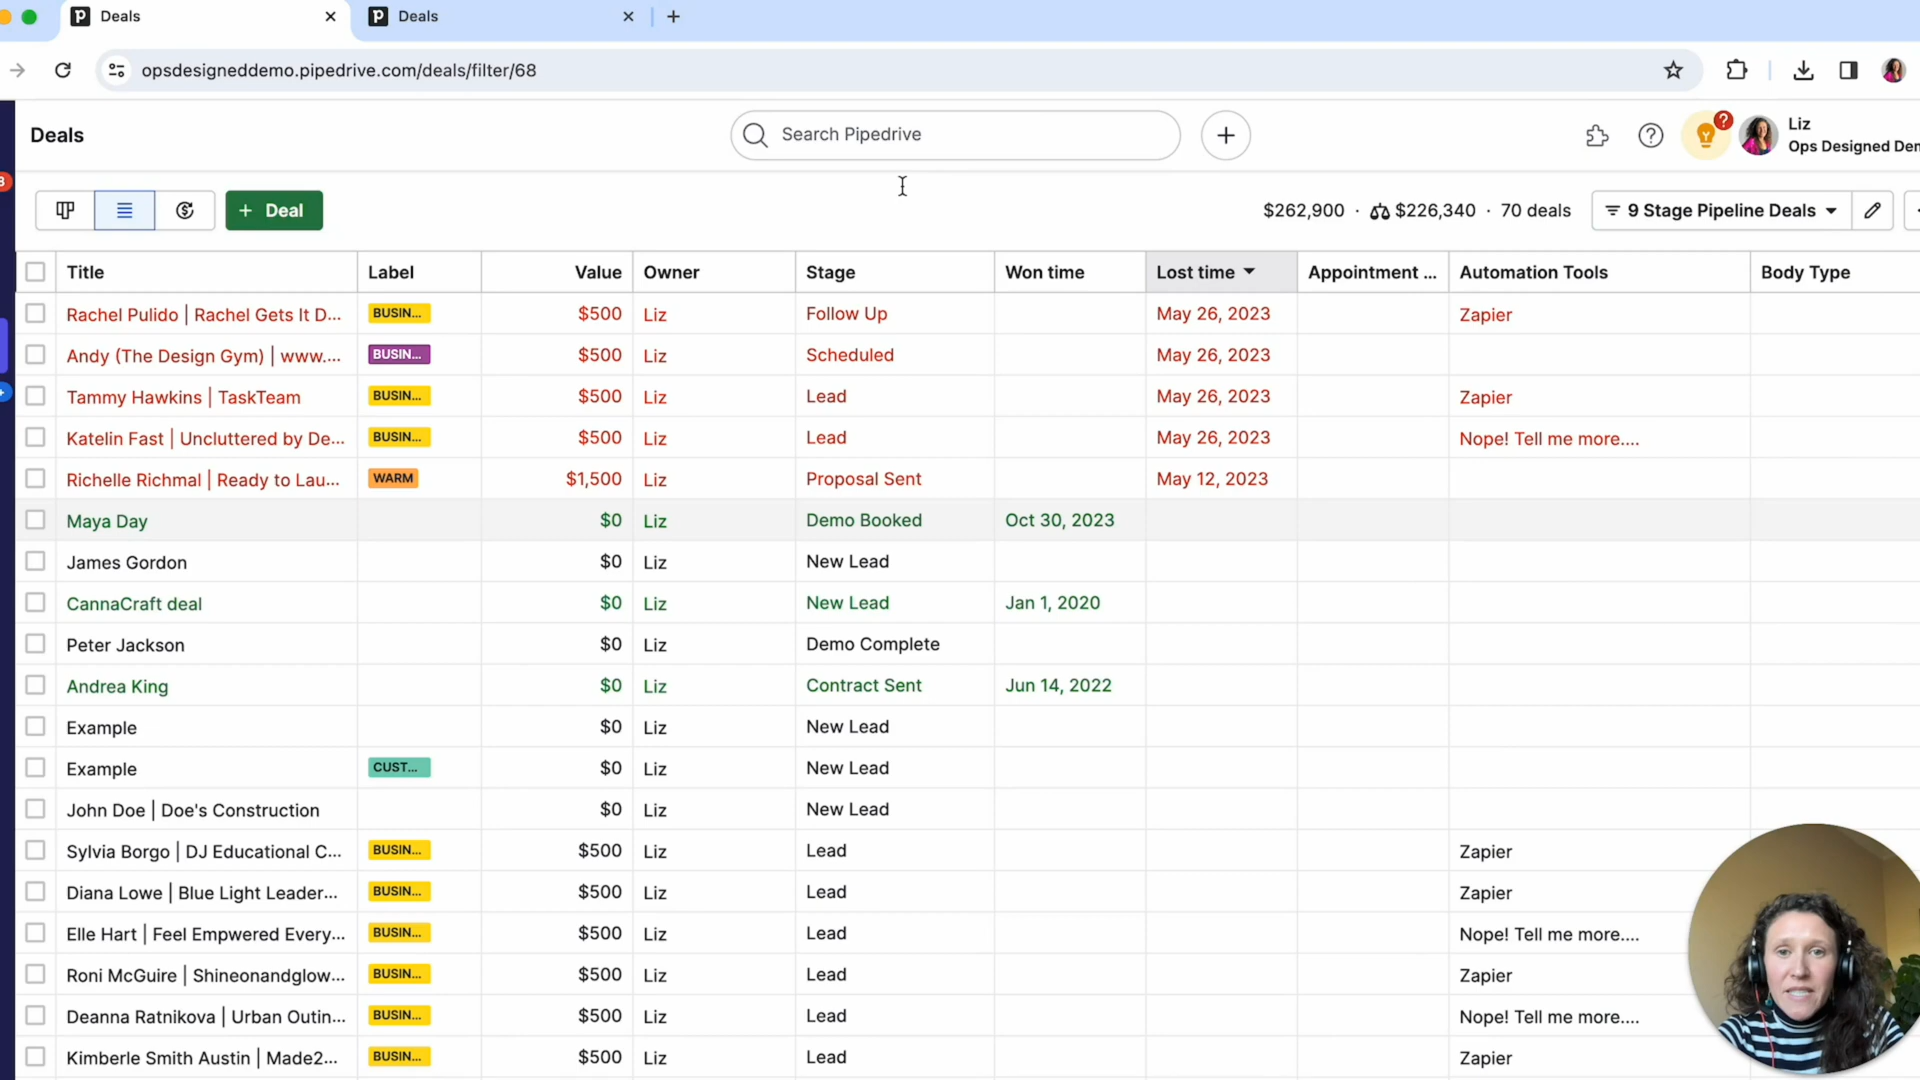 Deals
Deals
opsdesigneddemo.pipedrive.com/deals/filter/68
Deals
Search Pipedrive
?
Liz
Ops Designed Den
+ Deal
$262,900 · $226,340 · 70 deals
9 Stage Pipeline Deals
Title Label Value Owner Stage Won time Lost time Appointment ... Automation Tools Body Type
Rachel Pulido | Rachel Gets It D... BUSIN... $500 Liz Follow Up May 26, 2023 Zapier
Andy (The Design Gym) | www.... BUSIN... $500 Liz Scheduled May 26, 2023
Tammy Hawkins | TaskTeam BUSIN... $500 Liz Lead May 26, 2023 Zapier
Katelin Fast | Uncluttered by De... BUSIN... $500 Liz Lead May 26, 2023 Nope! Tell me more....
Richelle Richmal | Ready to Lau... WARM $1,500 Liz Proposal Sent May 12, 2023
Maya Day $0 Liz Demo Booked Oct 30, 2023
James Gordon $0 Liz New Lead
CannaCraft deal $0 Liz New Lead Jan 1, 2020
Peter Jackson $0 Liz Demo Complete
Andrea King $0 Liz Contract Sent Jun 14, 2022
Example $0 Liz New Lead
Example CUST... $0 Liz New Lead
John Doe | Doe's Construction $0 Liz New Lead
Sylvia Borgo | DJ Educational C... BUSIN... $500 Liz Lead Zapier
Diana Lowe | Blue Light Leader... BUSIN... $500 Liz Lead Zapier
Elle Hart | Feel Empwered Every... BUSIN... $500 Liz Lead Nope! Tell me more....
Roni McGuire | Shineonandglow... BUSIN... $500 Liz Lead Zapier
Deanna Ratnikova | Urban Outin... BUSIN... $500 Liz Lead Nope! Tell me more....
Kimberle Smith Austin | Made2... BUSIN... $500 Liz Lead Zapier